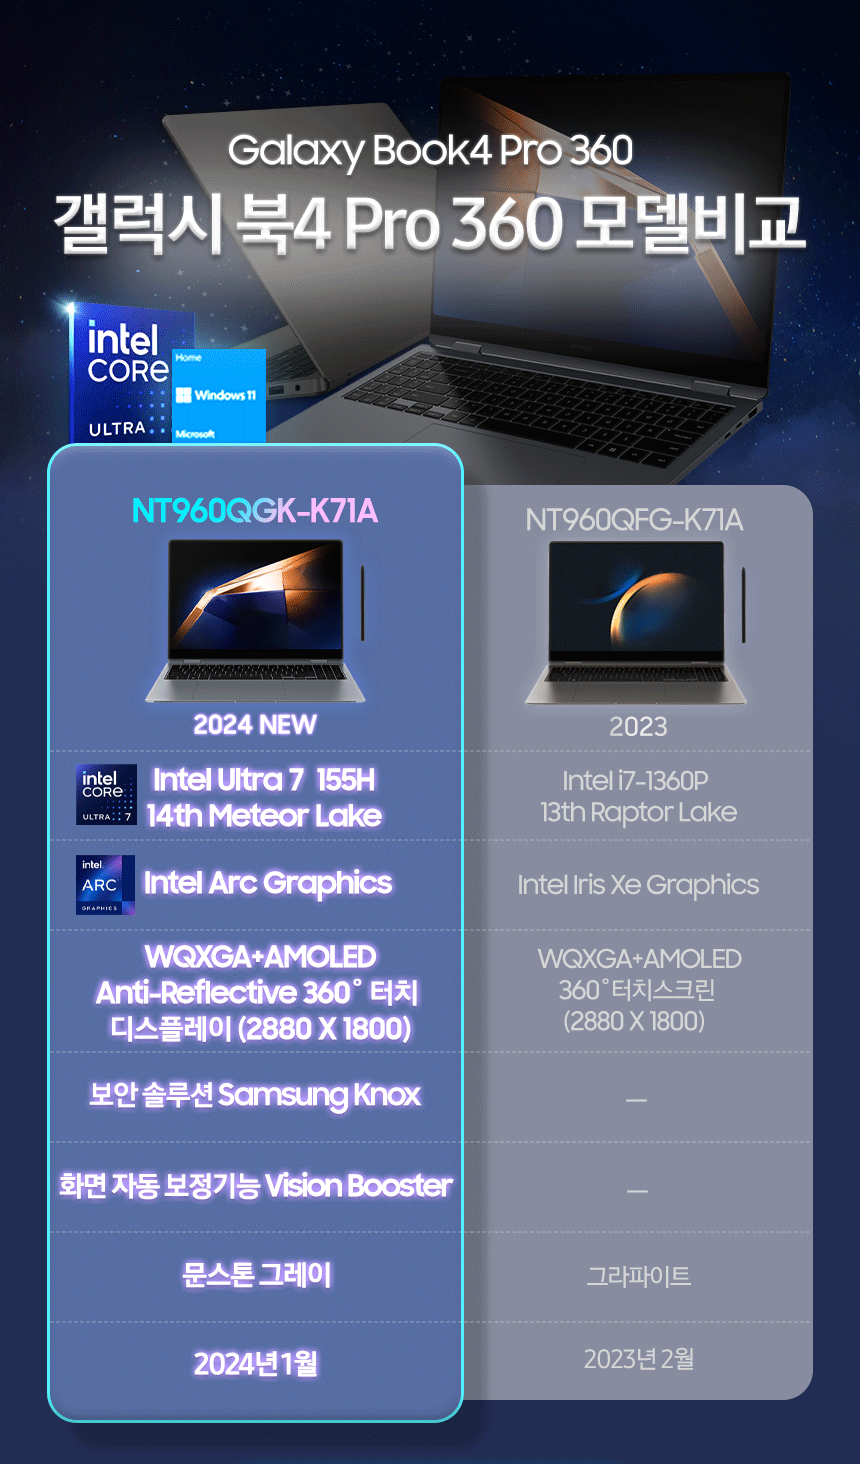 Galaxy Book4 Pro 360
갤럭시 북4 Pro 360 모델비교
intel
CORE
ULTRA
Home
Windows 11
Microsoft
NT960QGK-K71A
2024 NEW
intel
CORE
ULTRA 7
Intel Ultra 7 155H
14th Meteor Lake
intel
ARC
GRAPHICS
Intel Arc Graphics
WQXGA+AMOLED
Anti-Reflective 360° 터치
디스플레이 (2880 X 1800)
보안 솔루션 Samsung Knox
화면 자동 보정기능 Vision Booster
문스톤 그레이
2024년 1월
NT960QFG-K71A
2023
Intel i7-1360P
13th Raptor Lake
Intel Iris Xe Graphics
WQXGA+AMOLED
360°터치스크린
(2880 X 1800)
—
—
그라파이트
2023년 2월